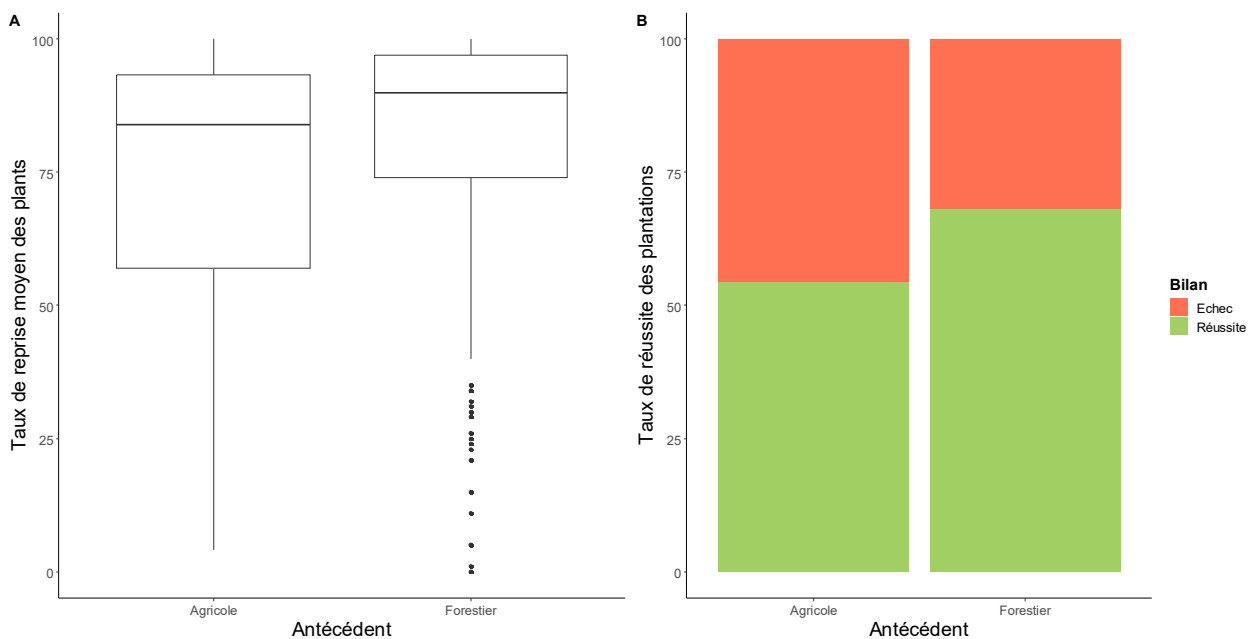 A
Taux de reprise moyen des plants
100
75
50
25
0
Agricole
Forestier
Antécédent
B
Taux de réussite des plantations
100
75
50
25
0
Agricole
Forestier
Antécédent
Bilan
Echec
Réussite